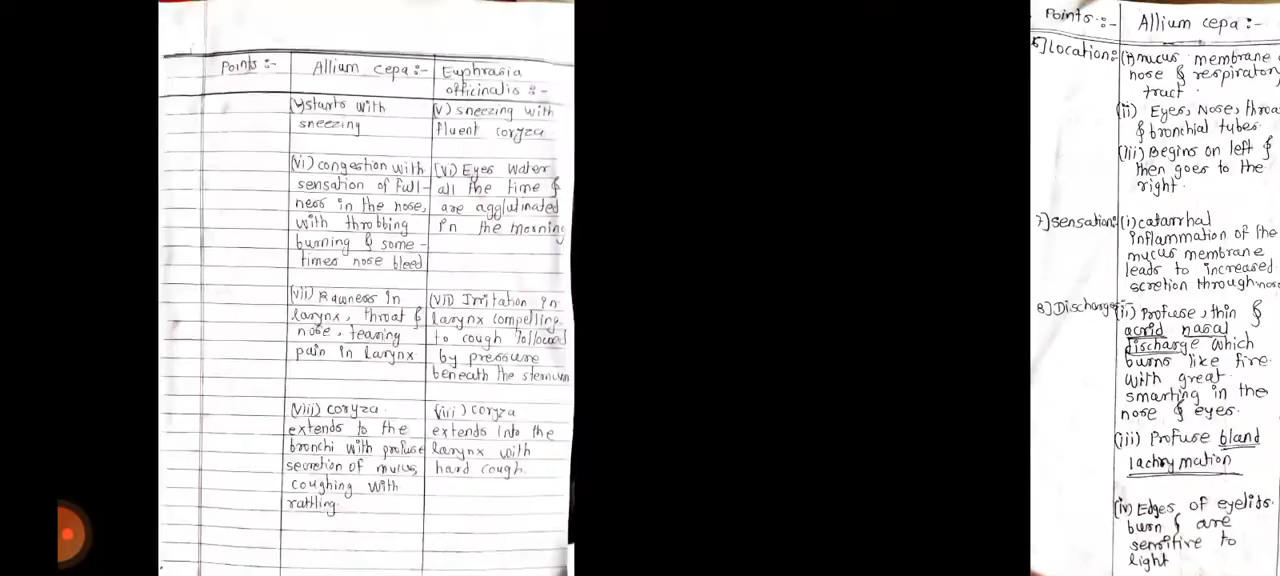 Points :-
Allium cepa :-
Euphrasia
officinalis :-
(v) starts with
sneezing
(v) sneezing with
fluent coryza
(vi) congestion with
sensation of full-
ness in the nose,
with throbbing
burning & some-
times nose bleed
(vi) Eyes water
all the time &
are agglutinated
in the morning
(vii) Rawness in
larynx, throat &
nose, tearing
pain in larynx
(vii) Irritation in
larynx compelling
to cough followed
by pressure
beneath the sternum
(viii) coryza
extends to the
bronchi with profuse
secretion of mucus,
coughing with
rattling.
(viii) coryza
extends into the
larynx with
hard cough.
Points :-
Allium cepa :-
6] Location:-
(i) mucus membrane
nose & respiratory
tract.
(ii) Eyes, Nose, throa
& bronchial tubes.
(iii) Begins on left &
then goes to the
right.
7) Sensation:-
(i) catarrhal
inflammation of the
mucus membrane
leads to increased
scretion through nose
8) Discharge:-
(ii) Profuse, thin &
acrid nasal
discharge which
burns like fire
with great
smarting in the
nose & eyes.
(iii) Profuse bland
lachrymation
(iv) Edges of eyelids
burn & are
sensitive to
light